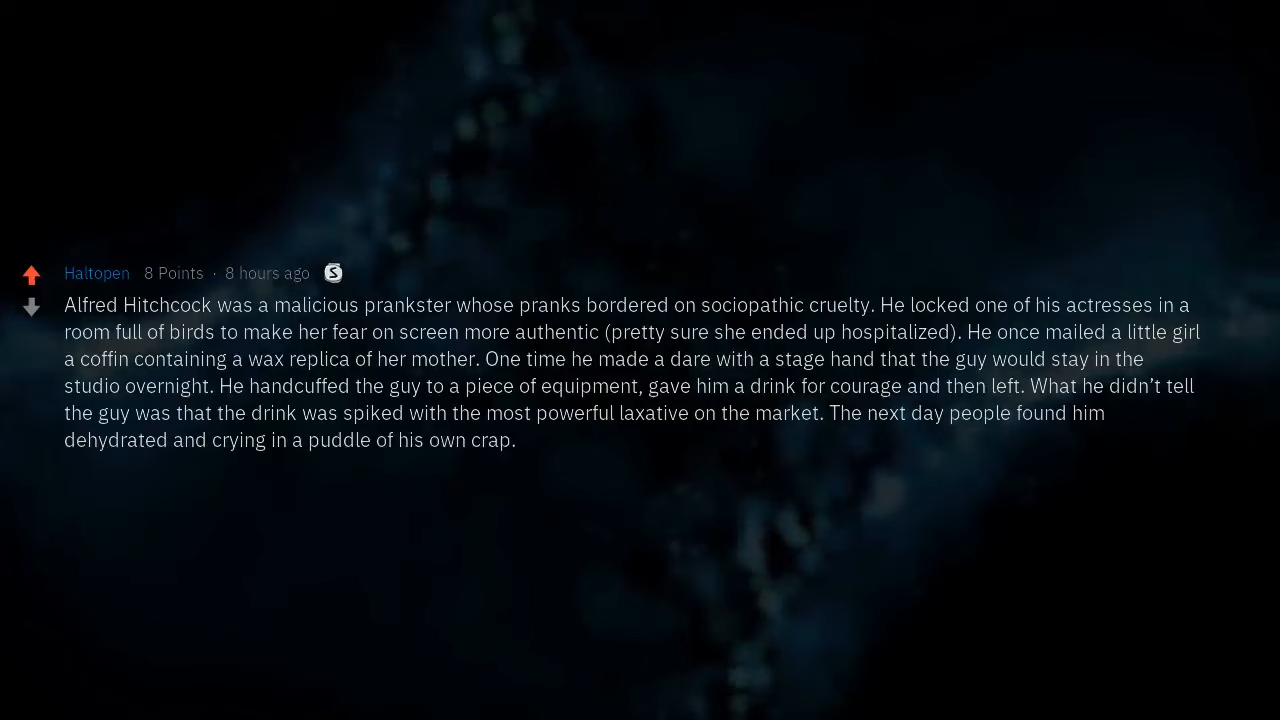 Haltopen 8 Points · 8 hours ago
Alfred Hitchcock was a malicious prankster whose pranks bordered on sociopathic cruelty. He locked one of his actresses in a
room full of birds to make her fear on screen more authentic (pretty sure she ended up hospitalized). He once mailed a little girl
a coffin containing a wax replica of her mother. One time he made a dare with a stage hand that the guy would stay in the
studio overnight. He handcuffed the guy to a piece of equipment, gave him a drink for courage and then left. What he didn’t tell
the guy was that the drink was spiked with the most powerful laxative on the market. The next day people found him
dehydrated and crying in a puddle of his own crap.